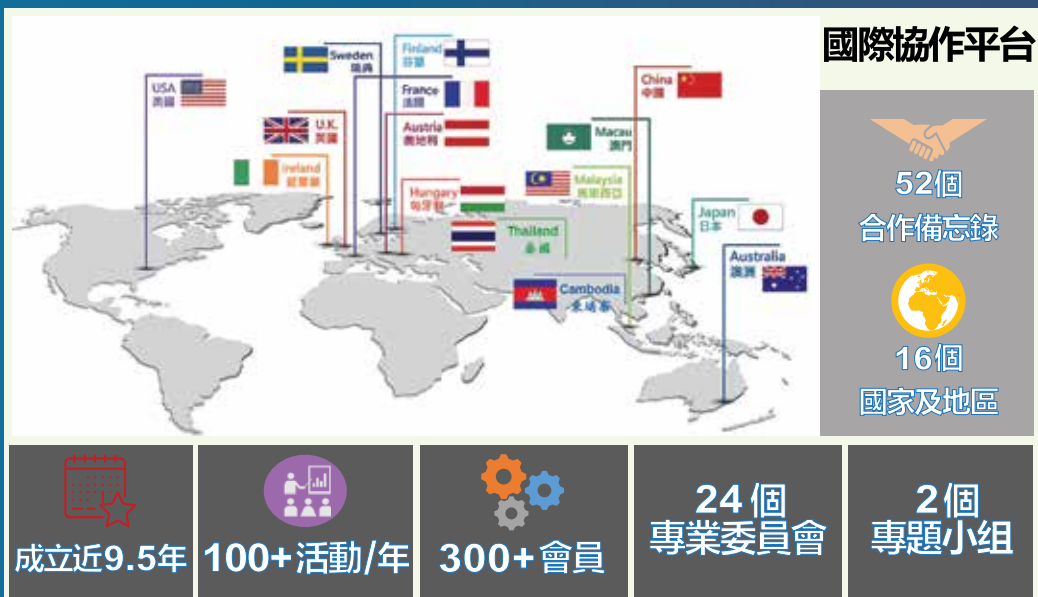 國際協作平台
Finland
芬蘭
Sweden
瑞典
USA
美國
France
法國
China
中國
U.K.
英國
Austria
奧地利
Macau
澳門
Ireland
愛爾蘭
Malaysia
馬來西亞
Hungary
匈牙利
Japan
日本
Thailand
泰國
Australia
澳洲
Cambodia
柬埔寨
52個
合作備忘錄
16個
國家及地區
成立近9.5年
100+活動/年
300+會員
24個
專業委員會
2個
專題小组